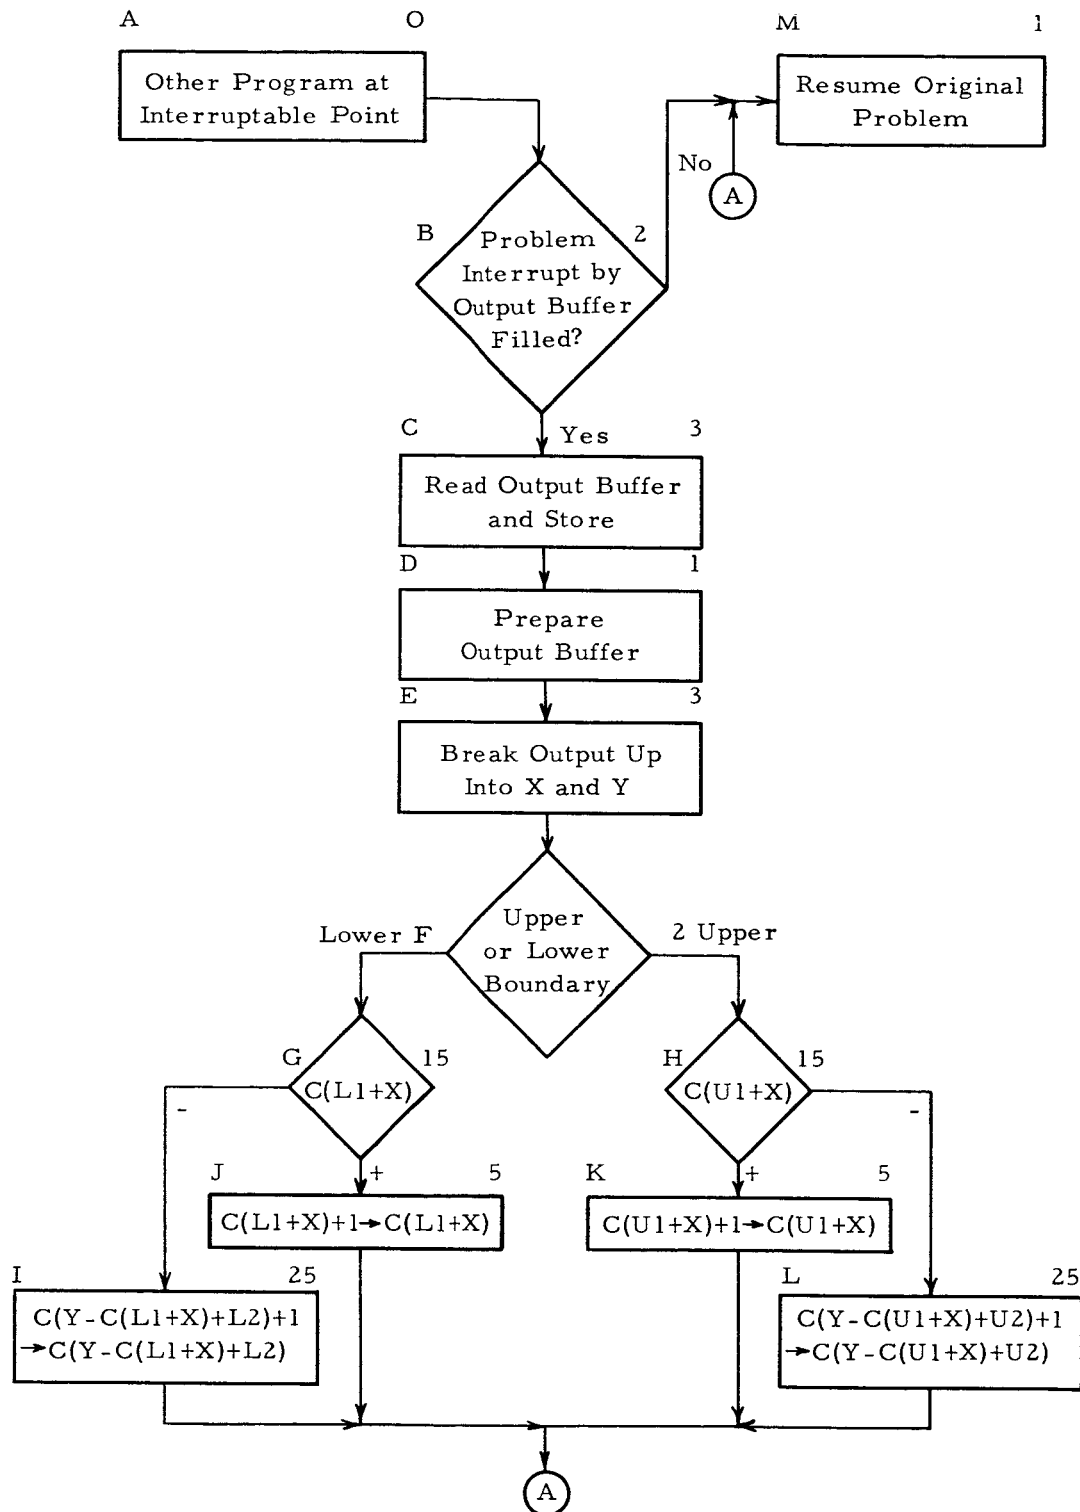 A O
Other Program at
Interruptable Point
M 1
Resume Original
Problem
No
A
B 2
Problem
Interrupt by
Output Buffer
Filled?
Yes
C 3
Read Output Buffer
and Store
D 1
Prepare
Output Buffer
E 3
Break Output Up
Into X and Y
Lower F
Upper
or Lower
Boundary
2 Upper
G 15
C(L1+X)
-
+
H 15
C(U1+X)
-
+
J 5
C(L1+X)+1→C(L1+X)
K 5
C(U1+X)+1→C(U1+X)
I 25
C(Y-C(L1+X)+L2)+1
→C(Y-C(L1+X)+L2)
L 25
C(Y-C(U1+X)+U2)+1
→C(Y-C(U1+X)+U2)
A